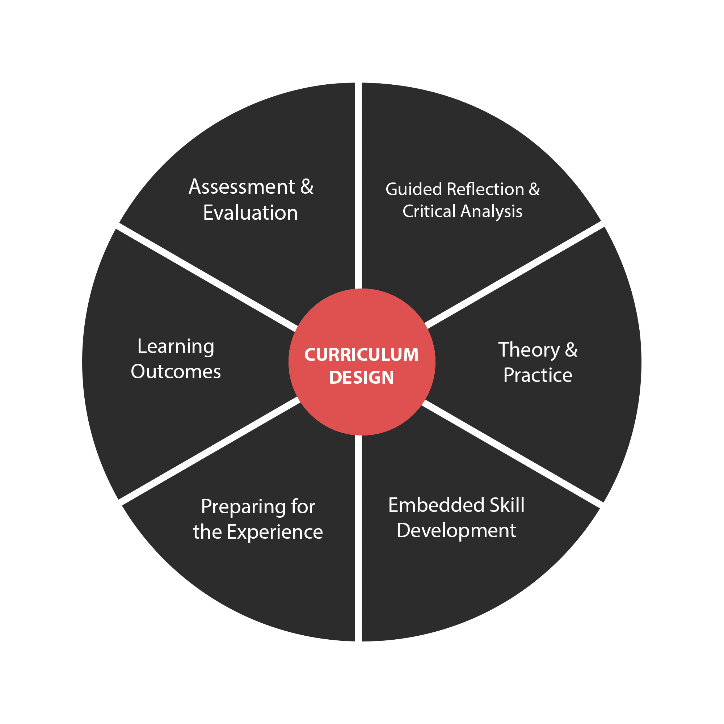 Assessment &
Evaluation
Guided Reflection &
Critical Analysis
Learning
Outcomes
CURRICULUM
DESIGN
Theory &
Practice
Preparing for
the Experience
Embedded Skill
Development